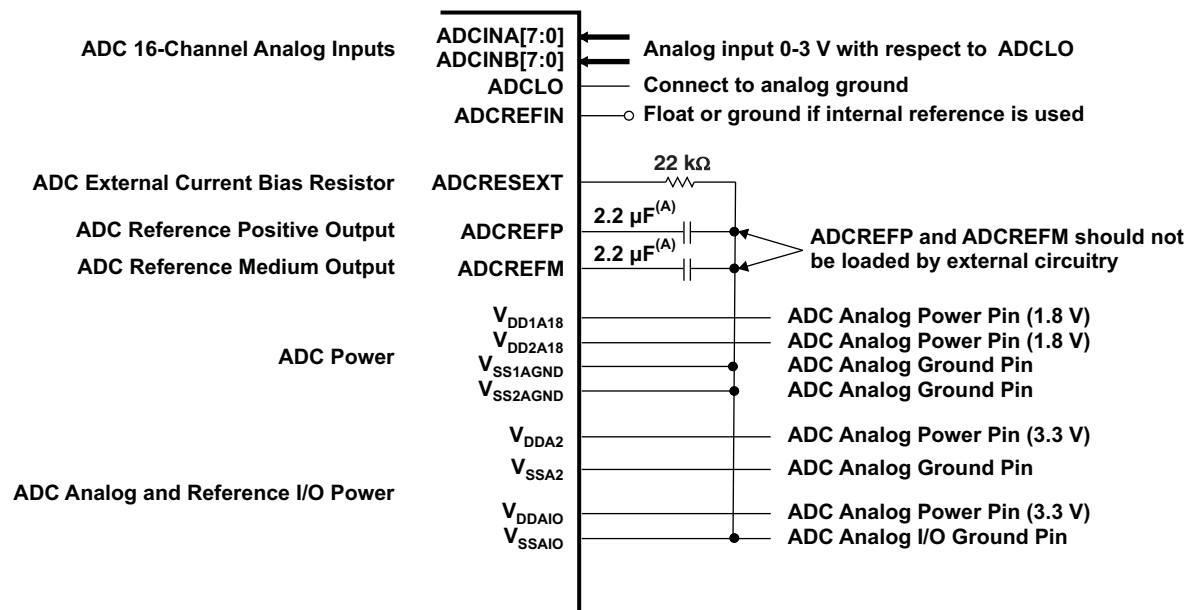 ADC 16-Channel Analog Inputs
ADCINA[7:0]
ADCINB[7:0]
Analog input 0-3 V with respect to ADCLO
ADCLO
Connect to analog ground
ADCREFIN
Float or ground if internal reference is used
22 kΩ
ADC External Current Bias Resistor
ADCRESEXT
2.2 µF(A)
ADC Reference Positive Output
ADCREFP
2.2 µF(A)
ADC Reference Medium Output
ADCREFM
ADCREFP and ADCREFM should not
be loaded by external circuitry
ADC Power
VDD1A18
ADC Analog Power Pin (1.8 V)
VDD2A18
ADC Analog Power Pin (1.8 V)
VSS1AGND
ADC Analog Ground Pin
VSS2AGND
ADC Analog Ground Pin
ADC Analog and Reference I/O Power
VDDA2
ADC Analog Power Pin (3.3 V)
VSSA2
ADC Analog Ground Pin
VDDAIO
ADC Analog Power Pin (3.3 V)
VSSAIO
ADC Analog I/O Ground Pin